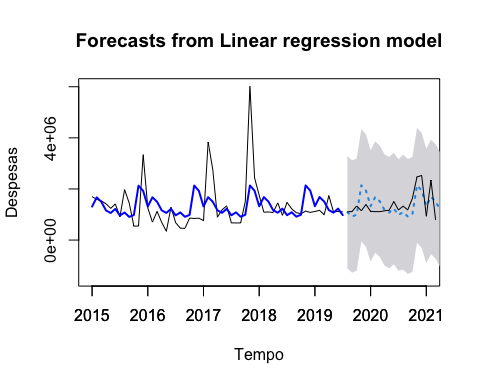 Forecasts from Linear regression model
Despesas
4e+06
0e+00
2015 2016 2017 2018 2019 2020 2021
Tempo